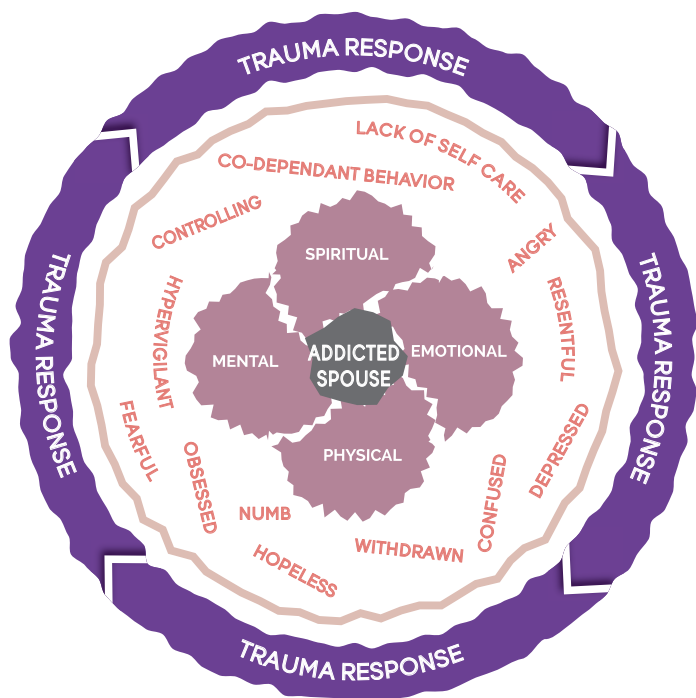 TRAUMA RESPONSE
LACK OF SELF CARE
CO-DEPENDANT BEHAVIOR
CONTROLLING
ANGRY
SPIRITUAL
HYPERVIGILANT
RESENTFUL
TRAUMA RESPONSE
TRAUMA RESPONSE
MENTAL
ADDICTED
SPOUSE
EMOTIONAL
FEARFUL
DEPRESSED
OBSESSED
PHYSICAL
CONFUSED
NUMB
WITHDRAWN
HOPELESS
TRAUMA RESPONSE